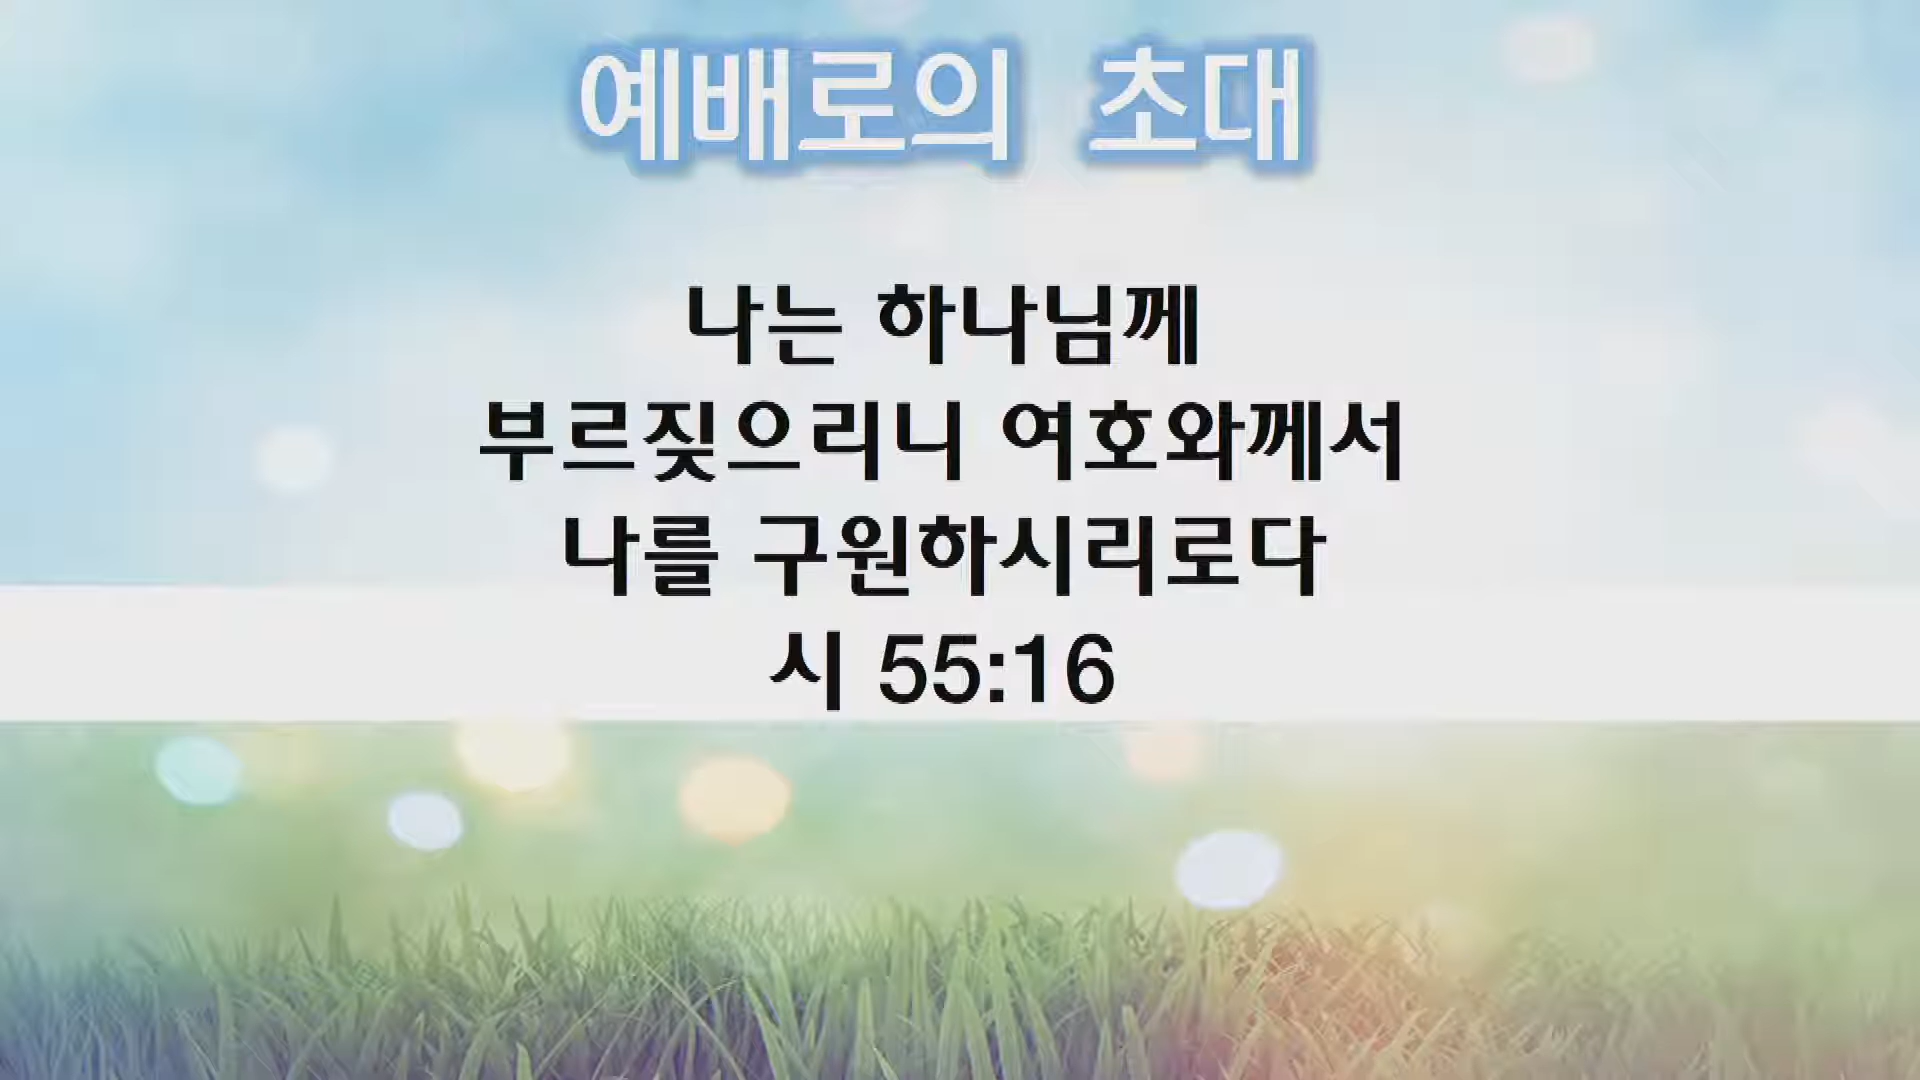 예배로의 초대
나는 하나님께
부르짖으리니 여호와께서
나를 구원하시리로다
시 55:16